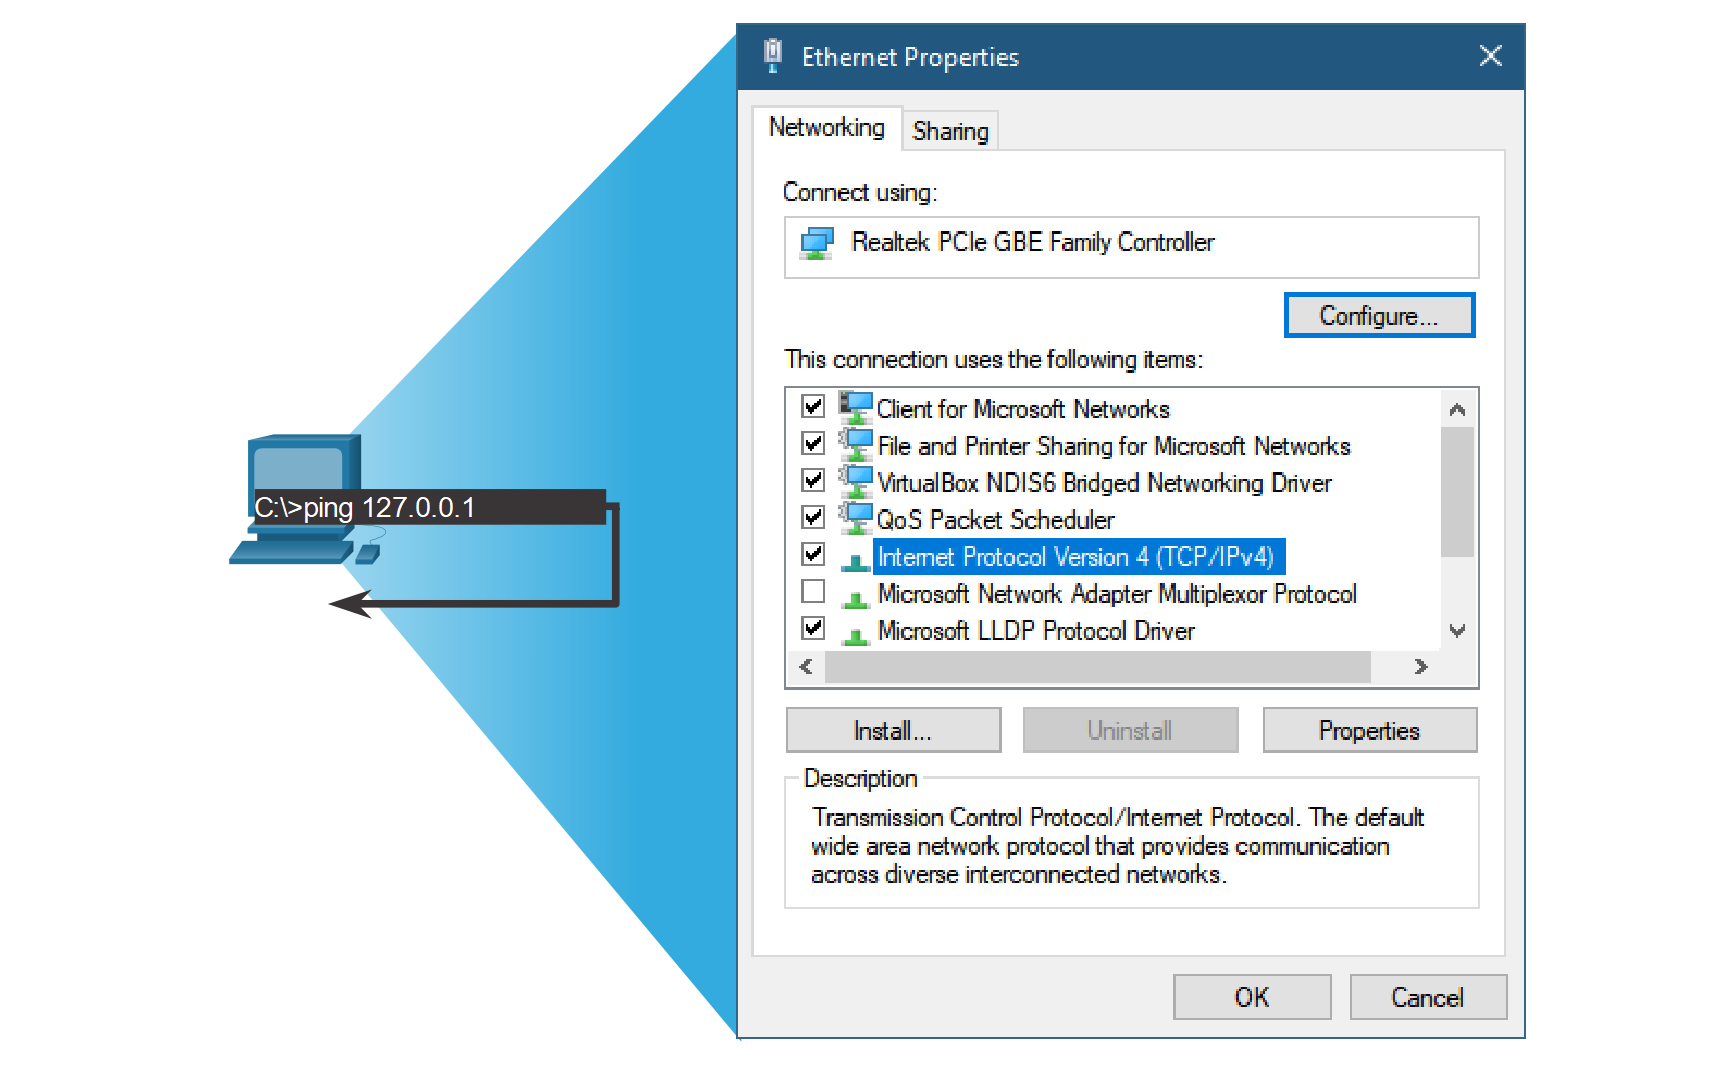 Ethernet Properties
Networking
Sharing
Connect using:
Realtek PCIe GBE Family Controller
Configure...
This connection uses the following items:
Client for Microsoft Networks
File and Printer Sharing for Microsoft Networks
VirtualBox NDIS6 Bridged Networking Driver
QoS Packet Scheduler
Internet Protocol Version 4 (TCP/IPv4)
Microsoft Network Adapter Multiplexor Protocol
Microsoft LLDP Protocol Driver
Install...
Uninstall
Properties
Description
Transmission Control Protocol/Internet Protocol. The default
wide area network protocol that provides communication
across diverse interconnected networks.
OK
Cancel
C:\>ping 127.0.0.1